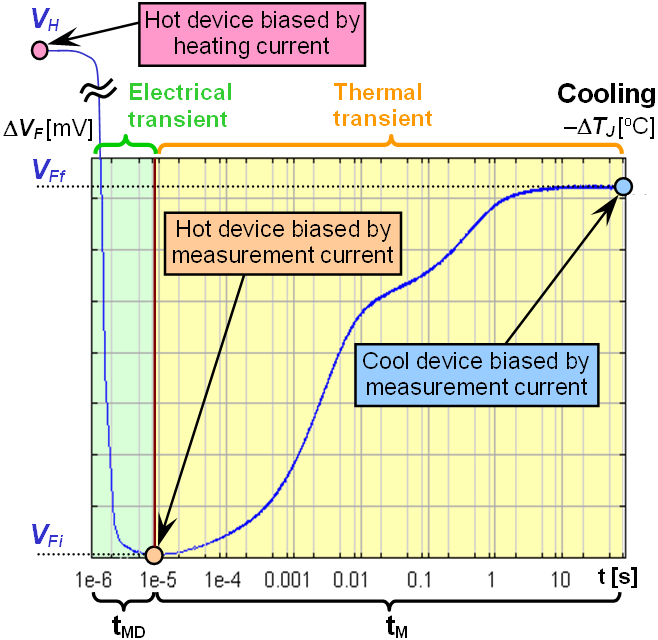 V_H
Hot device biased by
heating current
Electrical
transient
Thermal
transient
Cooling
ΔV_F [mV]
−ΔT_J [°C]
V_Ff
Hot device biased by
measurement current
Cool device biased by
measurement current
V_Fi
1e-6 1e-5 1e-4 0.001 0.01 0.1 1 10 t [s]
t_MD t_M